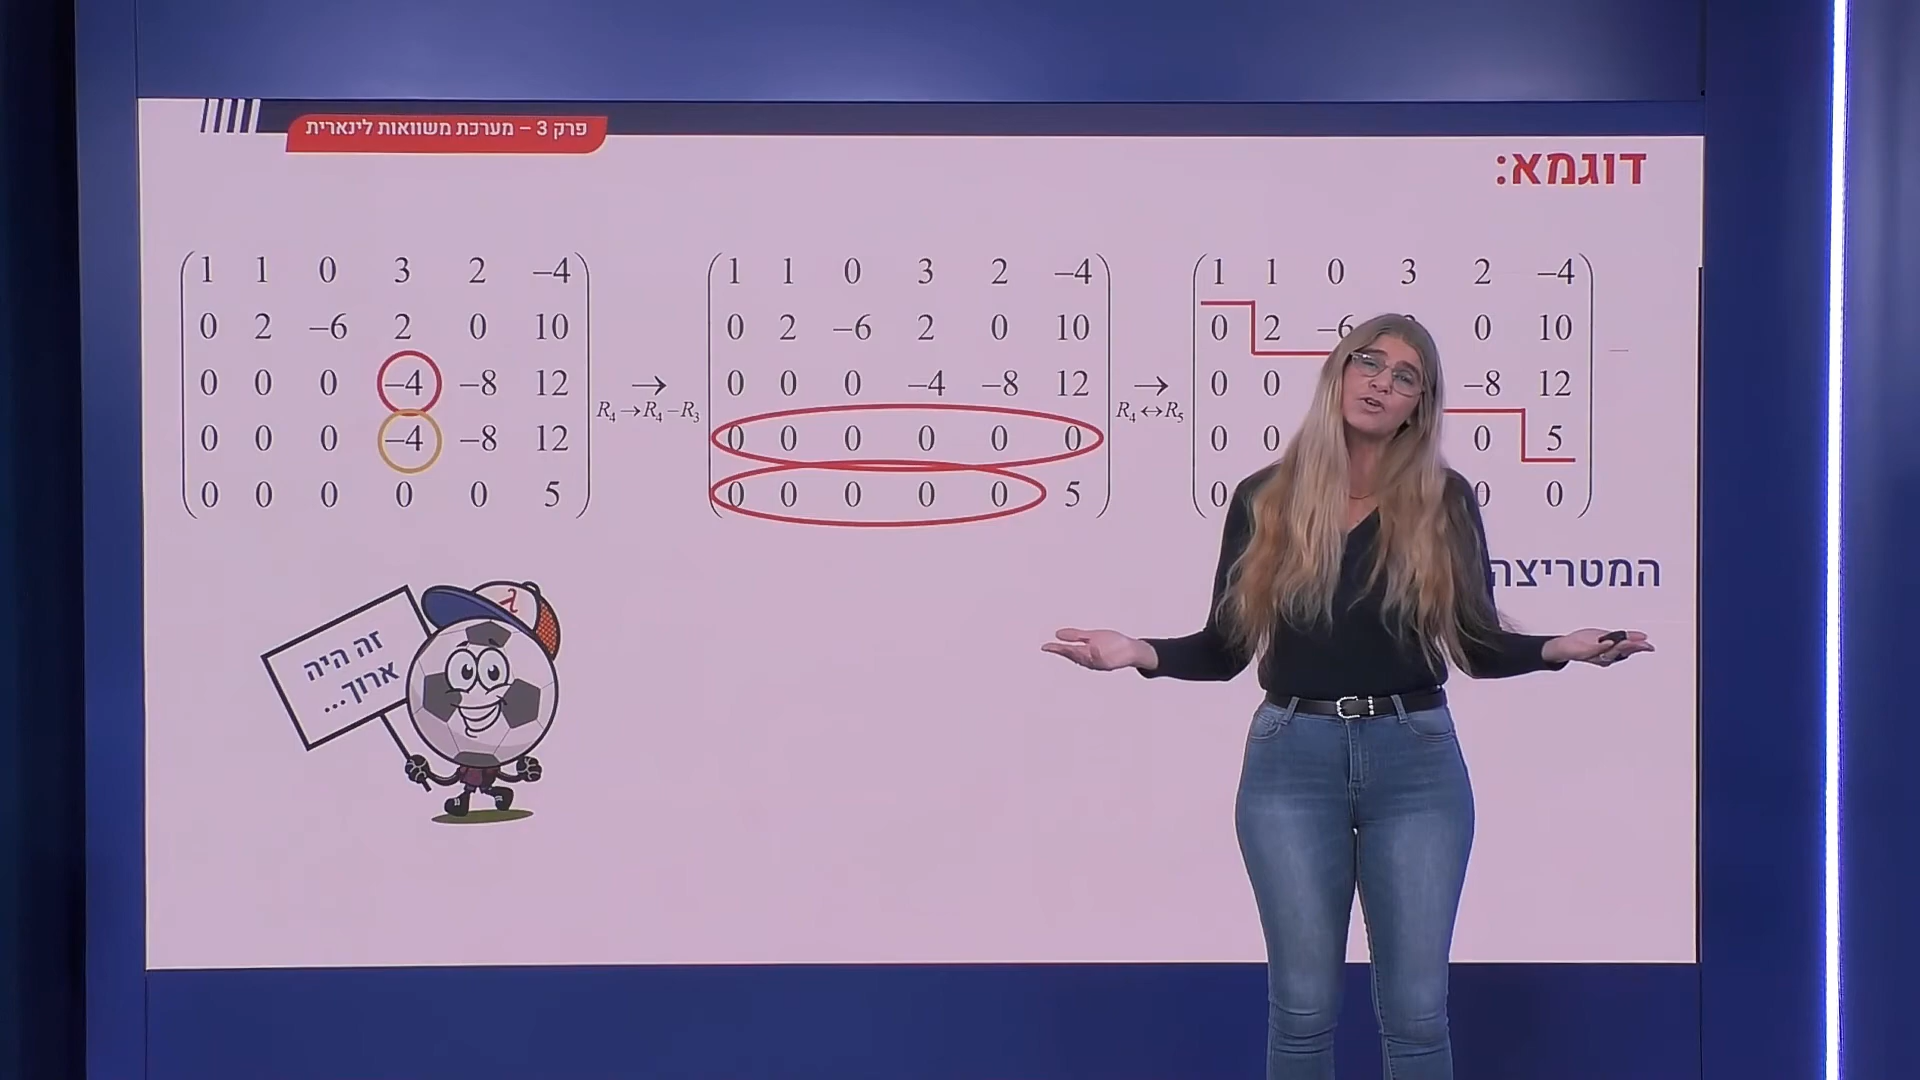 פרק 3 – מערכת משוואות לינארית
דוגמא:
1 1 0 3 2 –4
0 2 –6 2 0 10
0 0 0 –4 –8 12
0 0 0 –4 –8 12
0 0 0 0 0 5
→
R₄→R₄–R₃
1 1 0 3 2 –4
0 2 –6 2 0 10
0 0 0 –4 –8 12
0 0 0 0 0 0
0 0 0 0 0 5
→
R₄↔R₅
1 1 0 3 2 –4
0 2 –6 0 10
0 0 –8 12
0 0 0 5
0 0 0
המטריצה
זה היה
ארוך...
λ